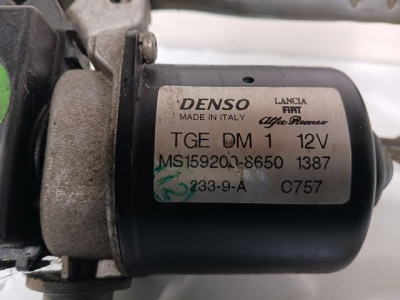 DENSO
MADE IN ITALY
LANCIA
FIAT
Alfa Romeo
TGE DM 1 12V
MS159200-8650 1387
233-9-A C757